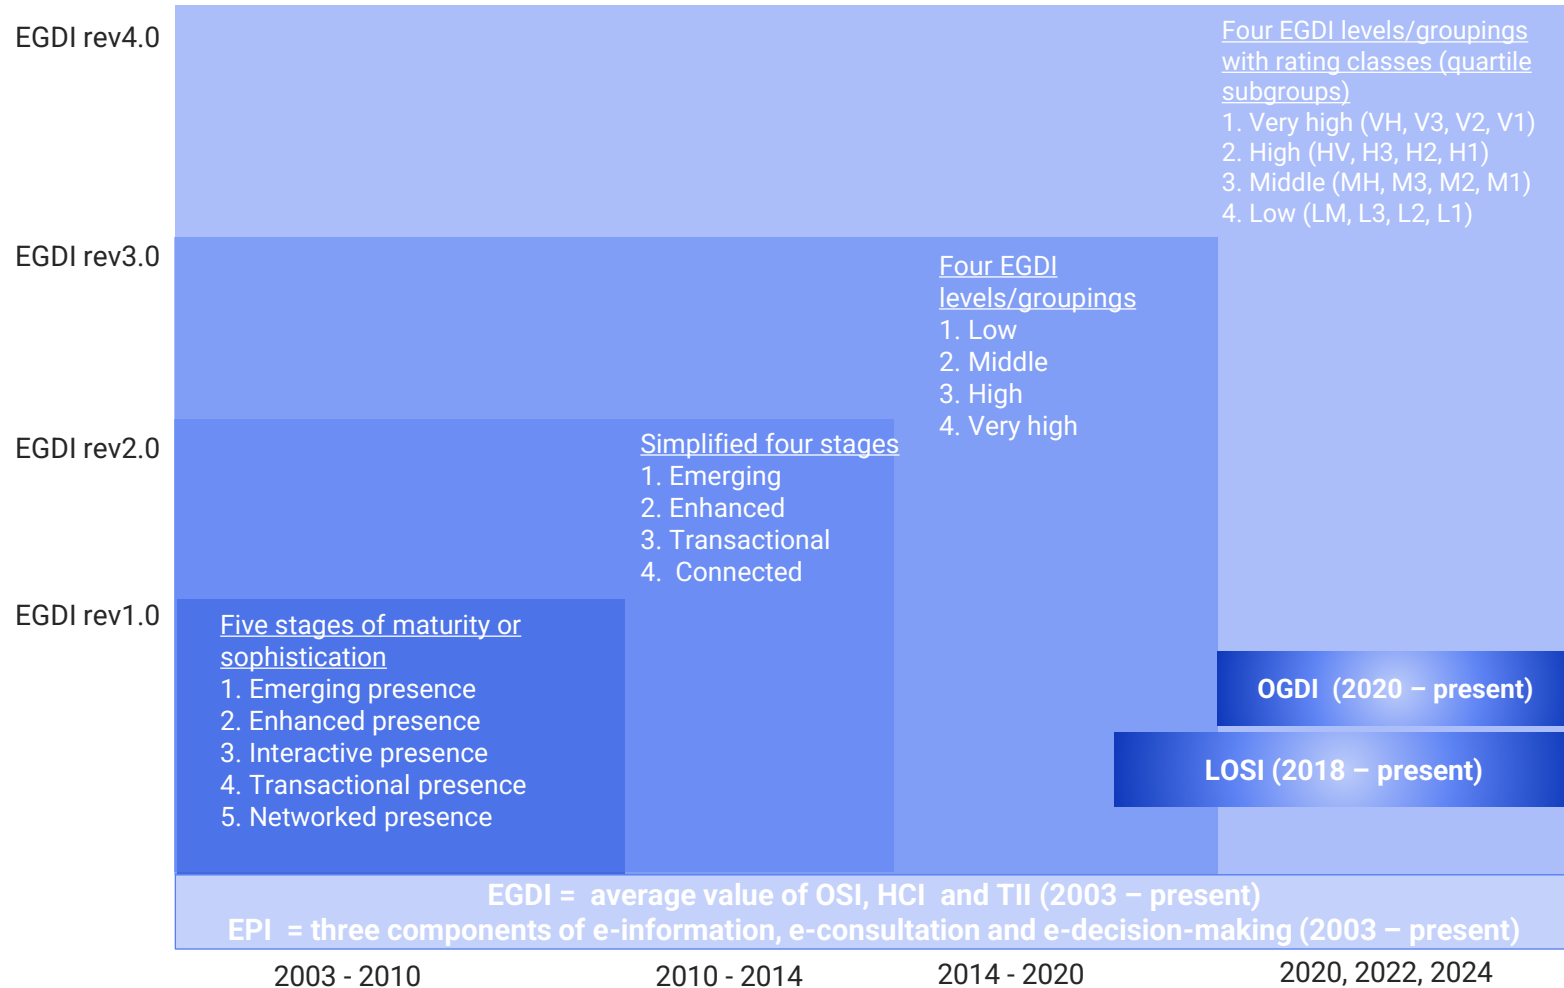 EGDI rev4.0
Four EGDI levels/groupings
with rating classes (quartile
subgroups)
1. Very high (VH, V3, V2, V1)
2. High (HV, H3, H2, H1)
3. Middle (MH, M3, M2, M1)
4. Low (LM, L3, L2, L1)
EGDI rev3.0
Four EGDI
levels/groupings
1. Low
2. Middle
3. High
4. Very high
EGDI rev2.0
Simplified four stages
1. Emerging
2. Enhanced
3. Transactional
4.  Connected
EGDI rev1.0
Five stages of maturity or
sophistication
1. Emerging presence
2. Enhanced presence
3. Interactive presence
4. Transactional presence
5. Networked presence
OGDI  (2020 – present)
LOSI (2018 – present)
EGDI =  average value of OSI, HCI  and TII (2003 – present)
EPI  = three components of e-information, e-consultation and e-decision-making (2003 – present)
2003 - 2010
2010 - 2014
2014 - 2020
2020, 2022, 2024